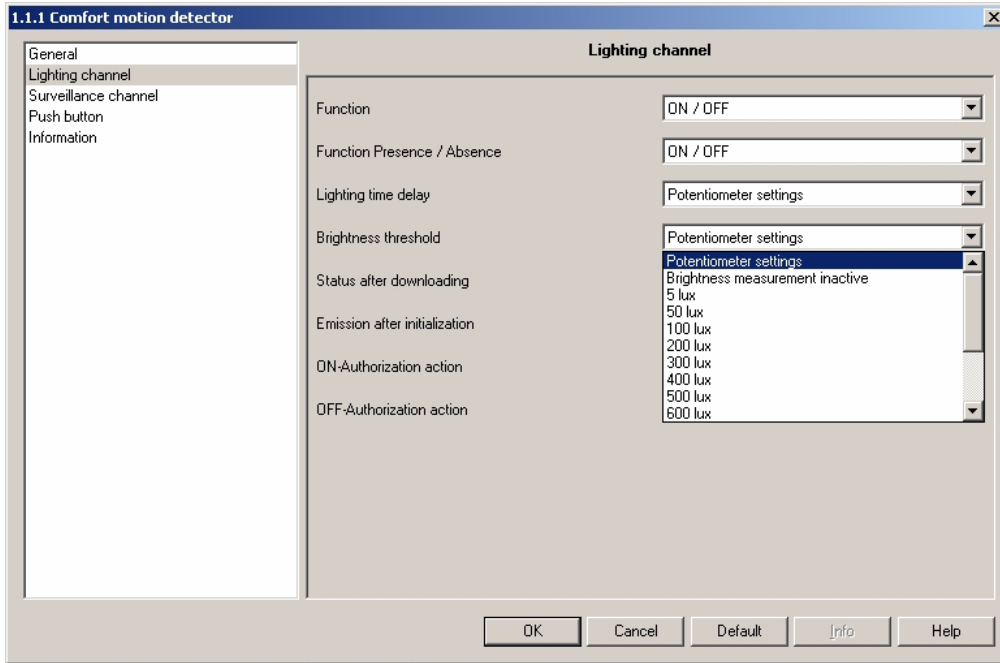 1.1.1 Comfort motion detector
General
Lighting channel
Surveillance channel
Push button
Information
Lighting channel
Function
ON / OFF
Function Presence / Absence
ON / OFF
Lighting time delay
Potentiometer settings
Brightness threshold
Potentiometer settings
Potentiometer settings
Brightness measurement inactive
5 lux
50 lux
100 lux
200 lux
300 lux
400 lux
500 lux
600 lux
Status after downloading
Emission after initialization
ON-Authorization action
OFF-Authorization action
OK
Cancel
Default
Info
Help